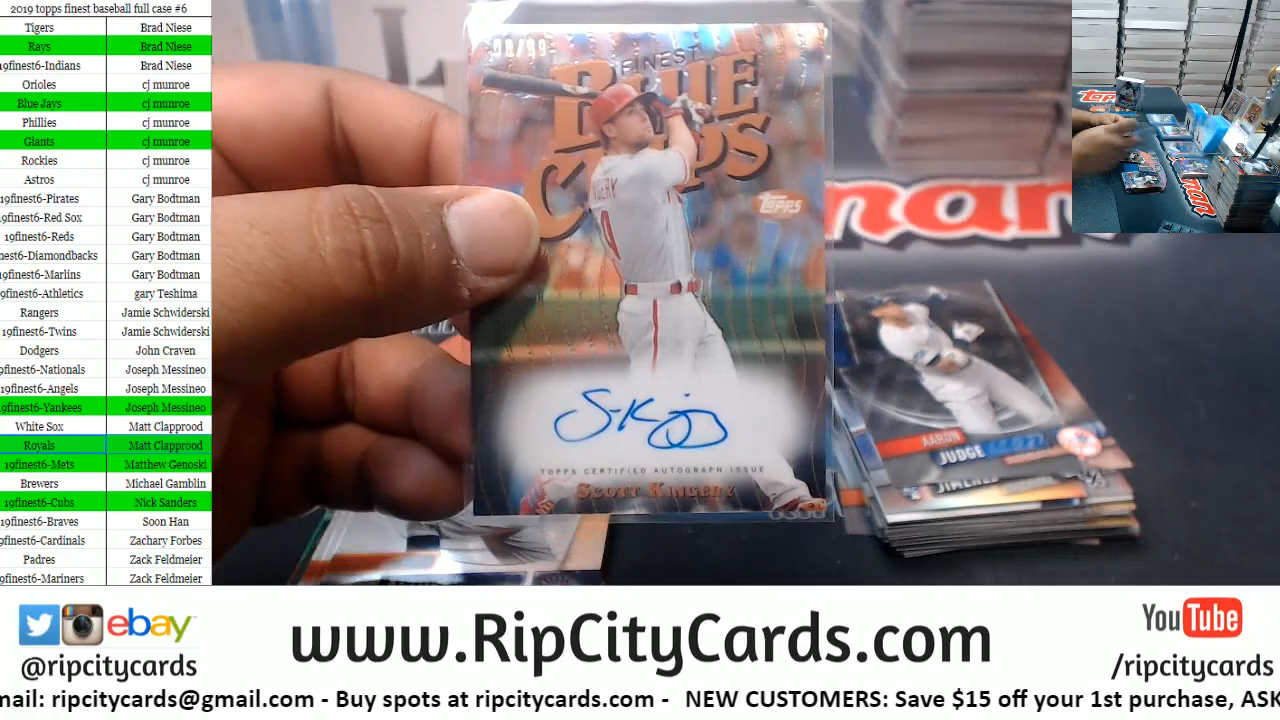 2019 topps finest baseball full case #6
Tigers Brad Niese
Rays Brad Niese
19finest6-Indians Brad Niese
Orioles cj munroe
Blue Jays cj munroe
Phillies cj munroe
Giants cj munroe
Rockies cj munroe
Astros cj munroe
19finest6-Pirates Gary Bodtman
19finest6-Red Sox Gary Bodtman
19finest6-Reds Gary Bodtman
nest6-Diamondbacks Gary Bodtman
19finest6-Marlins Gary Bodtman
19finest6-Athletics gary Teshima
Rangers Jamie Schwiderski
19finest6-Twins Jamie Schwiderski
Dodgers John Craven
9finest6-Nationals Joseph Messineo
19finest6-Angels Joseph Messineo
9finest6-Yankees Joseph Messineo
White Sox Matt Clapprood
Royals Matt Clapprood
19finest6-Mets Matthew Genoski
Brewers Michael Gamblin
19finest6-Cubs Nick Sanders
19finest6-Braves Soon Han
9finest6-Cardinals Zachary Forbes
Padres Zack Feldmeier
9finest6-Mariners Zack Feldmeier
FINEST
BLUE
CHIPS
Topps
KINGERY
TOPPS CERTIFIED AUTOGRAPH ISSUE
SCOTT KINGERY
AARON
JUDGE
ebay
@ripcitycards
www.RipCityCards.com
YouTube
/ripcitycards
mail: ripcitycards@gmail.com - Buy spots at ripcitycards.com - NEW CUSTOMERS: Save $15 off your 1st purchase, ASK